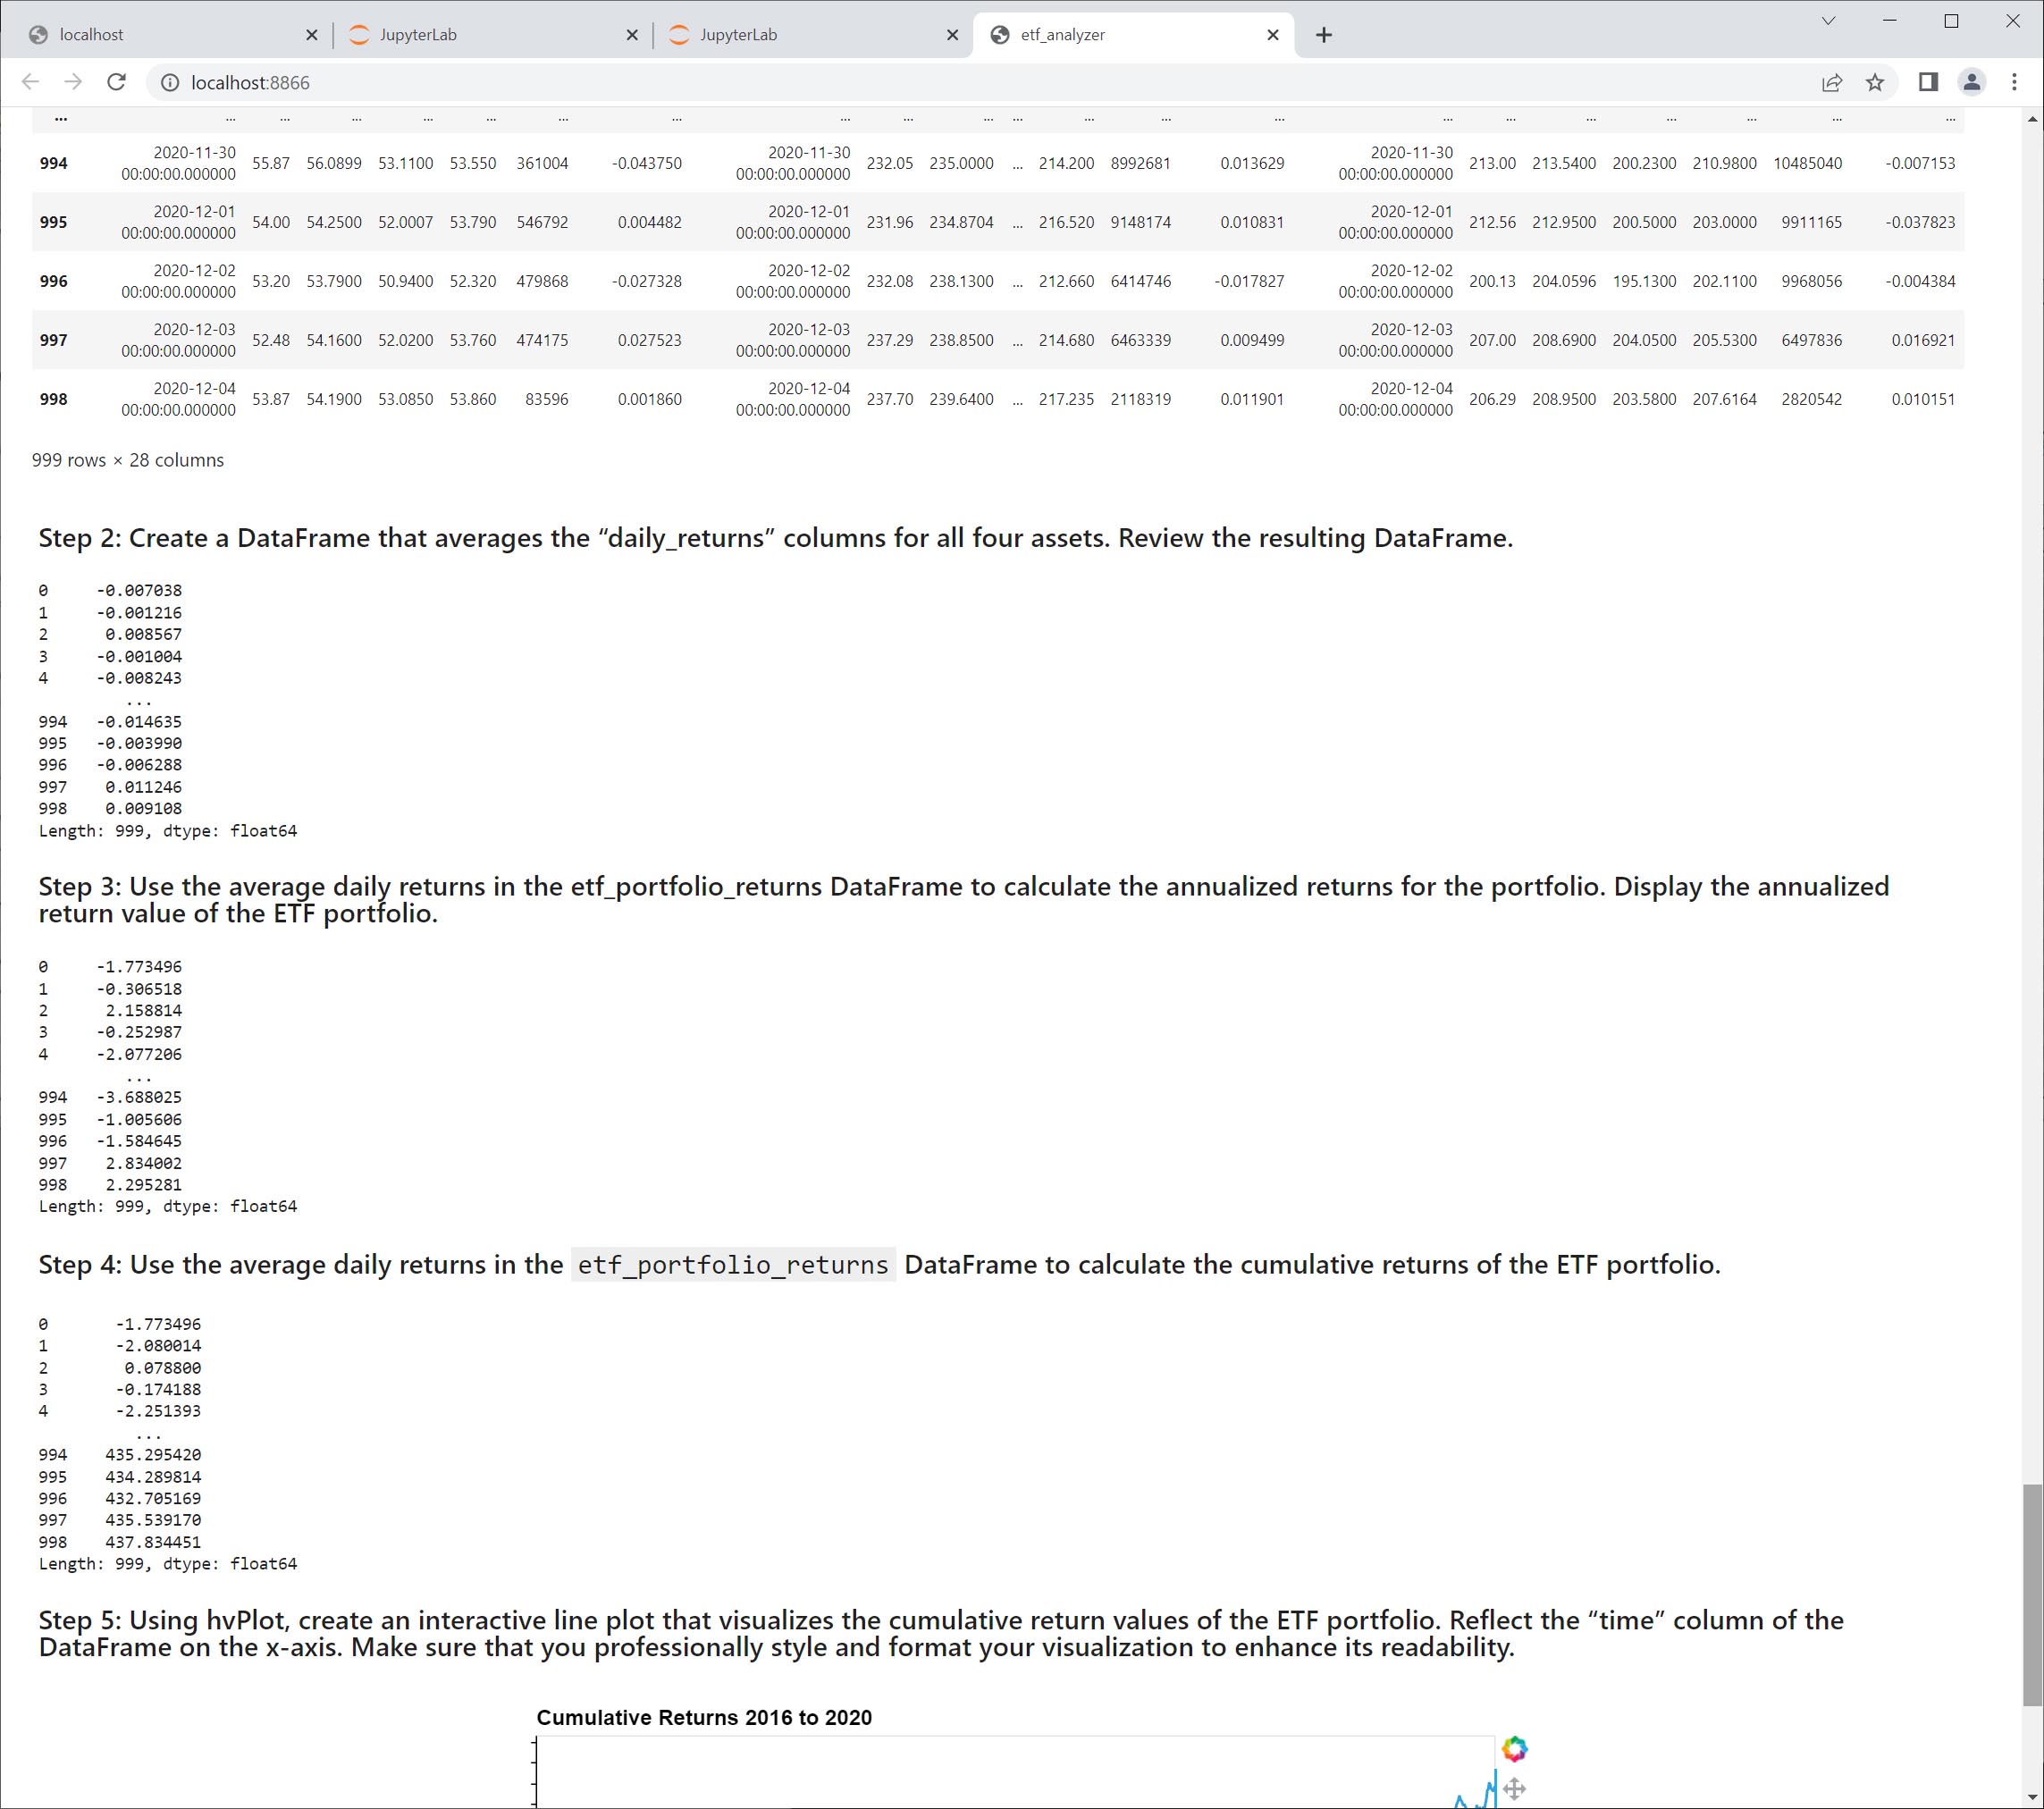 localhost
JupyterLab
JupyterLab
etf_analyzer
localhost:8866
... ... ... ... ... ... ... ... ... ... ... ... ... ... ... ... ... ... ... ... ...
994 2020-11-30 00:00:00.000000 55.87 56.0899 53.1100 53.550 361004 -0.043750 2020-11-30 00:00:00.000000 232.05 235.0000 ... 214.200 8992681 0.013629 2020-11-30 00:00:00.000000 213.00 213.5400 200.2300 210.9800 10485040 -0.007153
995 2020-12-01 00:00:00.000000 54.00 54.2500 52.0007 53.790 546792 0.004482 2020-12-01 00:00:00.000000 231.96 234.8704 ... 216.520 9148174 0.010831 2020-12-01 00:00:00.000000 212.56 212.9500 200.5000 203.0000 9911165 -0.037823
996 2020-12-02 00:00:00.000000 53.20 53.7900 50.9400 52.320 479868 -0.027328 2020-12-02 00:00:00.000000 232.08 238.1300 ... 212.660 6414746 -0.017827 2020-12-02 00:00:00.000000 200.13 204.0596 195.1300 202.1100 9968056 -0.004384
997 2020-12-03 00:00:00.000000 52.48 54.1600 52.0200 53.760 474175 0.027523 2020-12-03 00:00:00.000000 237.29 238.8500 ... 214.680 6463339 0.009499 2020-12-03 00:00:00.000000 207.00 208.6900 204.0500 205.5300 6497836 0.016921
998 2020-12-04 00:00:00.000000 53.87 54.1900 53.0850 53.860 83596 0.001860 2020-12-04 00:00:00.000000 237.70 239.6400 ... 217.235 2118319 0.011901 2020-12-04 00:00:00.000000 206.29 208.9500 203.5800 207.6164 2820542 0.010151
999 rows × 28 columns
Step 2: Create a DataFrame that averages the “daily_returns” columns for all four assets. Review the resulting DataFrame.
0 -0.007038
1 -0.001216
2 0.008567
3 -0.001004
4 -0.008243
...
994 -0.014635
995 -0.003990
996 -0.006288
997 0.011246
998 0.009108
Length: 999, dtype: float64
Step 3: Use the average daily returns in the etf_portfolio_returns DataFrame to calculate the annualized returns for the portfolio. Display the annualized
return value of the ETF portfolio.
0 -1.773496
1 -0.306518
2 2.158814
3 -0.252987
4 -2.077206
...
994 -3.688025
995 -1.005606
996 -1.584645
997 2.834002
998 2.295281
Length: 999, dtype: float64
Step 4: Use the average daily returns in the etf_portfolio_returns DataFrame to calculate the cumulative returns of the ETF portfolio.
0 -1.773496
1 -2.080014
2 0.078800
3 -0.174188
4 -2.251393
...
994 435.295420
995 434.289814
996 432.705169
997 435.539170
998 437.834451
Length: 999, dtype: float64
Step 5: Using hvPlot, create an interactive line plot that visualizes the cumulative return values of the ETF portfolio. Reflect the “time” column of the
DataFrame on the x-axis. Make sure that you professionally style and format your visualization to enhance its readability.
Cumulative Returns 2016 to 2020